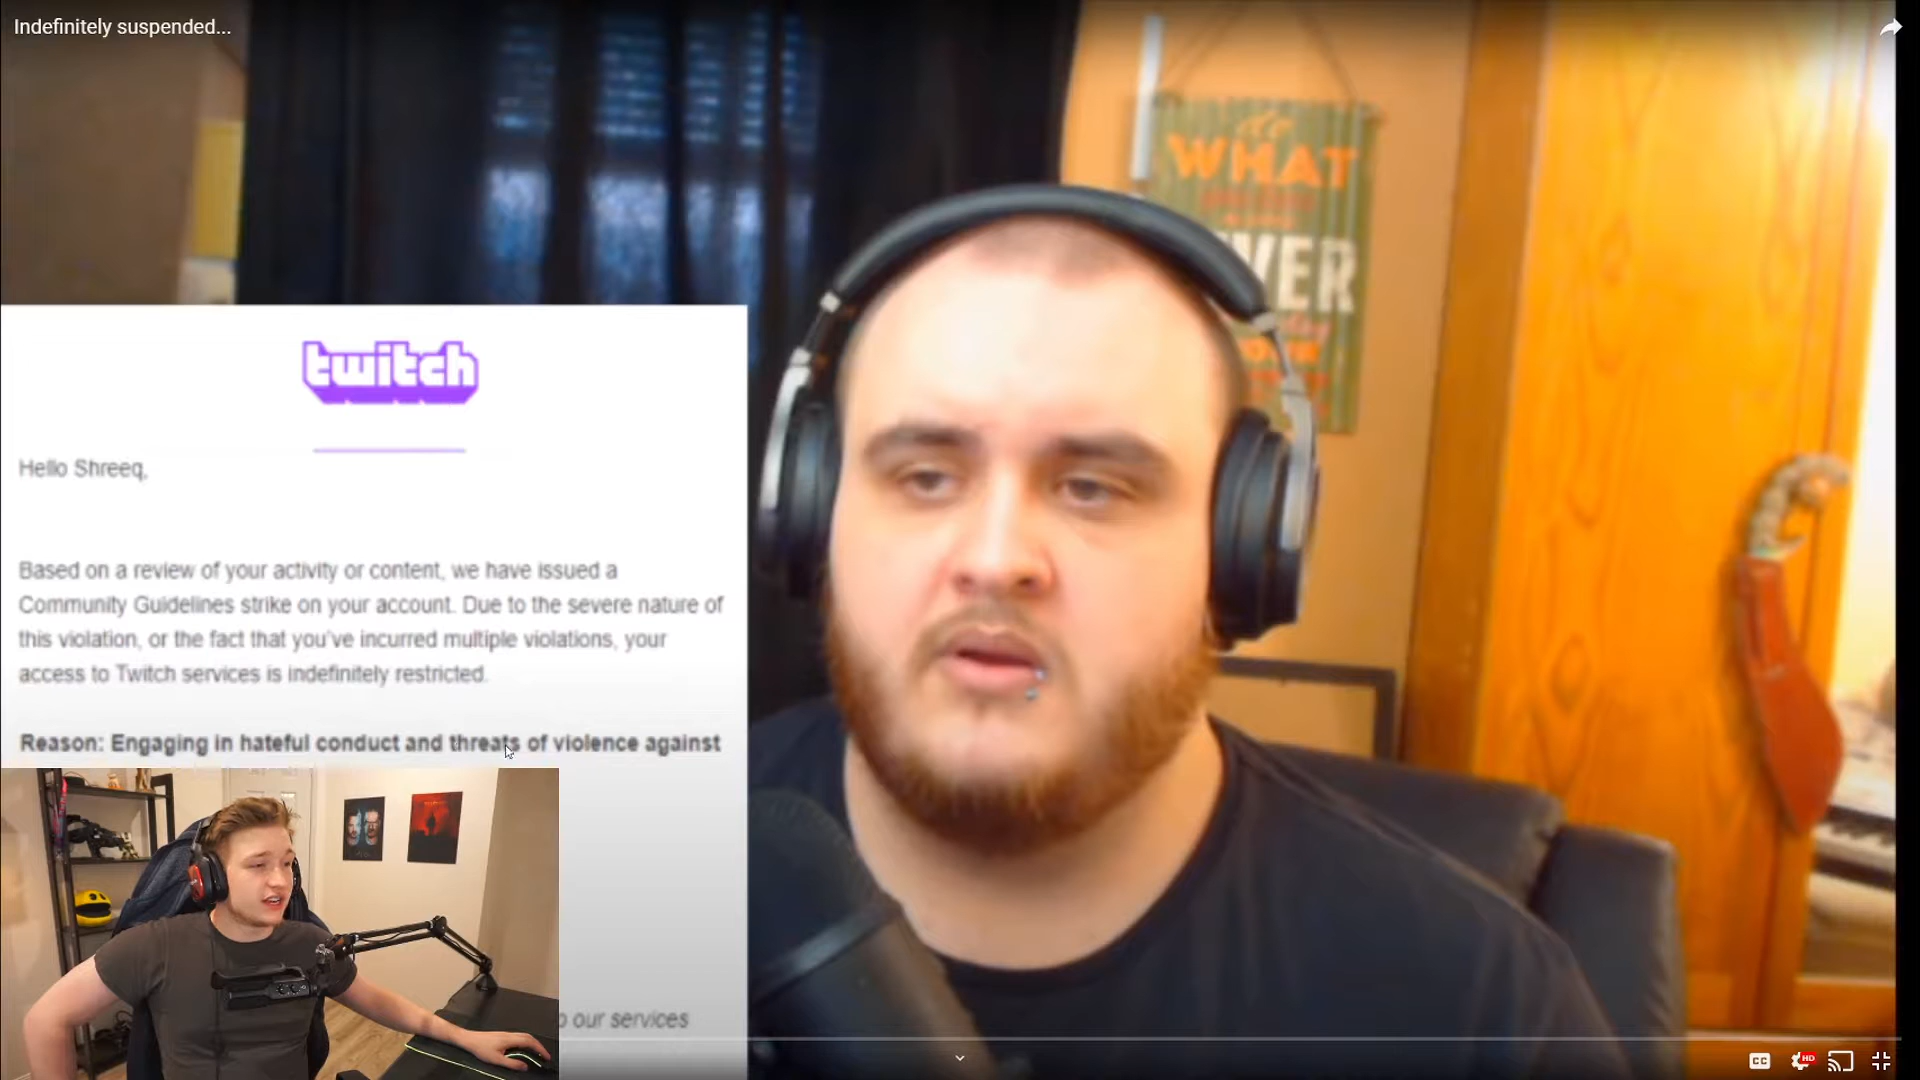 Indefinitely suspended...
WHAT
twitch
Hello Shreeq,
Based on a review of your activity or content, we have issued a
Community Guidelines strike on your account. Due to the severe nature of
this violation, or the fact that you've incurred multiple violations, your
access to Twitch services is indefinitely restricted.
Reason: Engaging in hateful conduct and threats of violence against
our services
CC
HD